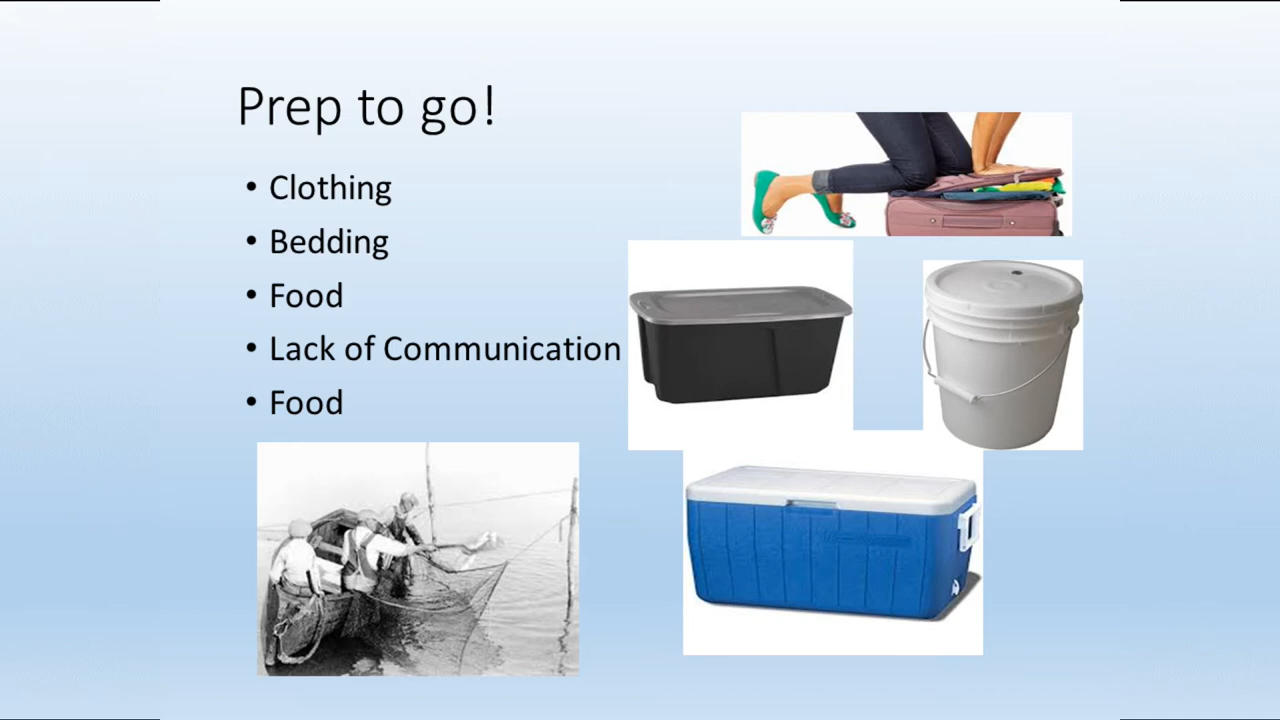 Prep to go!
• Clothing
• Bedding
• Food
• Lack of Communication
• Food